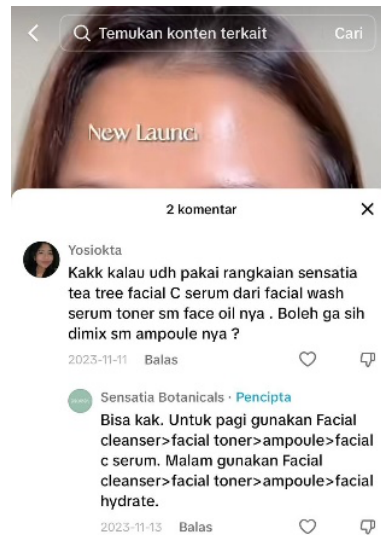 Temukan konten terkait
Cari
New Launc
2 komentar
Yosiokta
Kakk kalau udh pakai rangkaian sensatia
tea tree facial C serum dari facial wash
serum toner sm face oil nya . Boleh ga sih
dimix sm ampoule nya ?
2023-11-11 Balas
Sensatia Botanicals · Pencipta
Bisa kak. Untuk pagi gunakan Facial
cleanser>facial toner>ampoule>facial
c serum. Malam gunakan Facial
cleanser>facial toner>ampoule>facial
hydrate.
2023-11-13 Balas